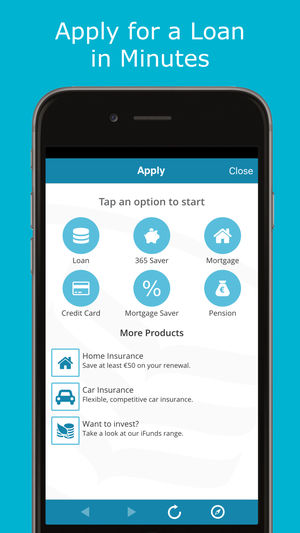 Apply for a Loan
in Minutes
Apply
Close
Tap an option to start
Loan
365 Saver
Mortgage
%
Credit Card
Mortgage Saver
Pension
More Products
Home Insurance
Save at least €50 on your renewal.
Car Insurance
Flexible, competitive car insurance.
Want to invest?
Take a look at our iFunds range.